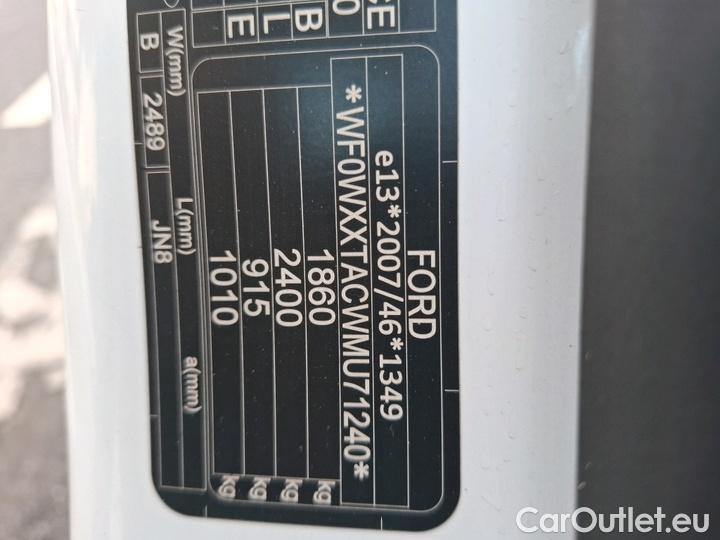 FORD
e13*2007/46*1349
*WF0WXXTACWMU71240*
1860 kg
2400 kg
915 kg
1010 kg
W(mm) L(mm) a(mm)
B 2489 JN8
CarOutlet.eu